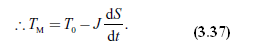 ∴ T_M = T_0 − J dS/dt. (3.37)